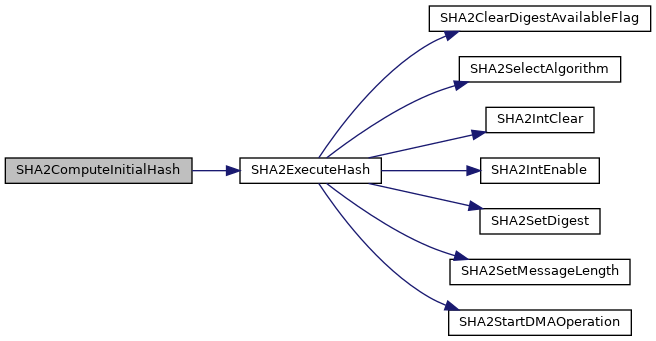 SHA2ClearDigestAvailableFlag
SHA2SelectAlgorithm
SHA2IntClear
SHA2ComputeInitialHash
SHA2ExecuteHash
SHA2IntEnable
SHA2SetDigest
SHA2SetMessageLength
SHA2StartDMAOperation